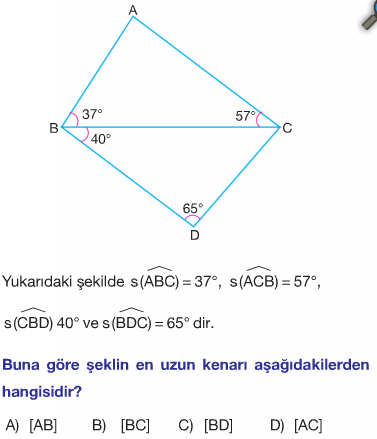 A
37°
57°
B
C
40°
65°
D
Yukarıdaki şekilde s(ABC) = 37°, s(ACB) = 57°,
s(CBD) 40° ve s(BDC) = 65° dir.
Buna göre şeklin en uzun kenarı aşağıdakilerden
hangisidir?
A) [AB] B) [BC] C) [BD] D) [AC]